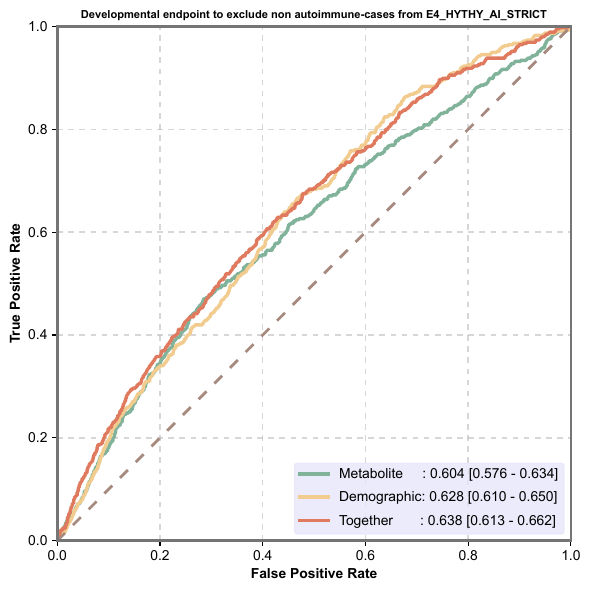 Developmental endpoint to exclude non autoimmune-cases from E4_HYTHY_AI_STRICT
1.0
0.8
0.6
0.4
0.2
0.0
True Positive Rate
Metabolite : 0.604 [0.576 - 0.634]
Demographic: 0.628 [0.610 - 0.650]
Together : 0.638 [0.613 - 0.662]
0.0 0.2 0.4 0.6 0.8 1.0
False Positive Rate